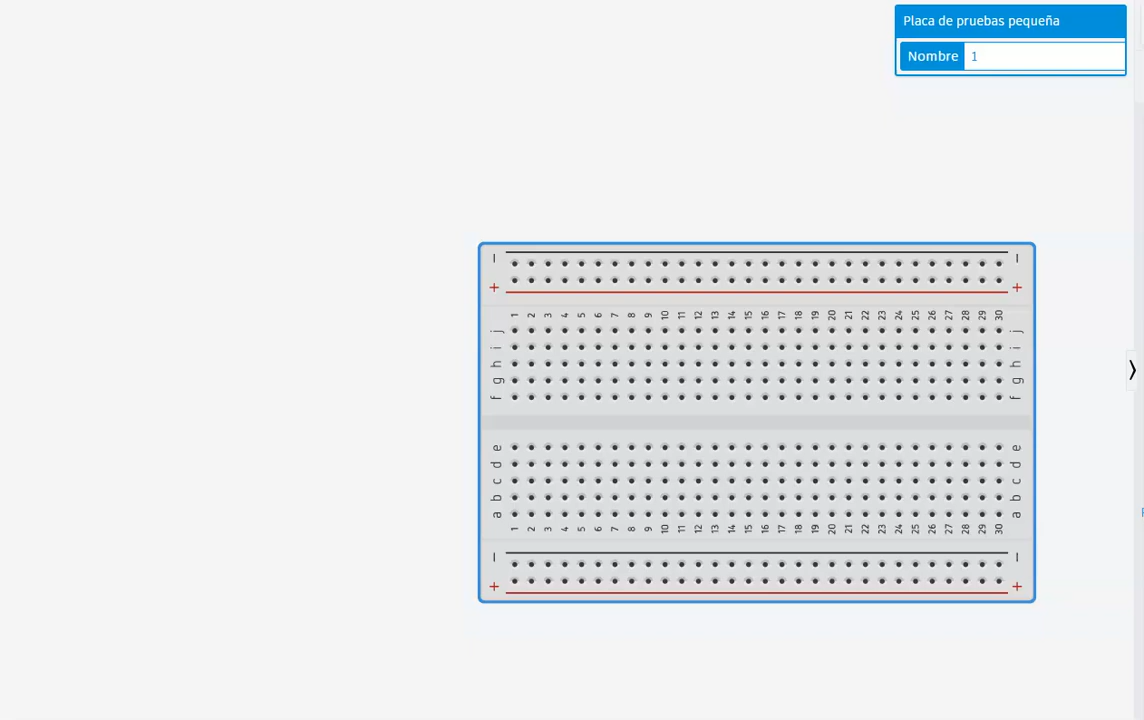 Placa de pruebas pequeña
Nombre 1
− −
+ +
1 2 3 4 5 6 7 8 9 10 11 12 13 14 15 16 17 18 19 20 21 22 23 24 25 26 27 28 29 30
j j
i i
h h
g g
f f
e e
d d
c c
b b
a a
1 2 3 4 5 6 7 8 9 10 11 12 13 14 15 16 17 18 19 20 21 22 23 24 25 26 27 28 29 30
− −
+ +